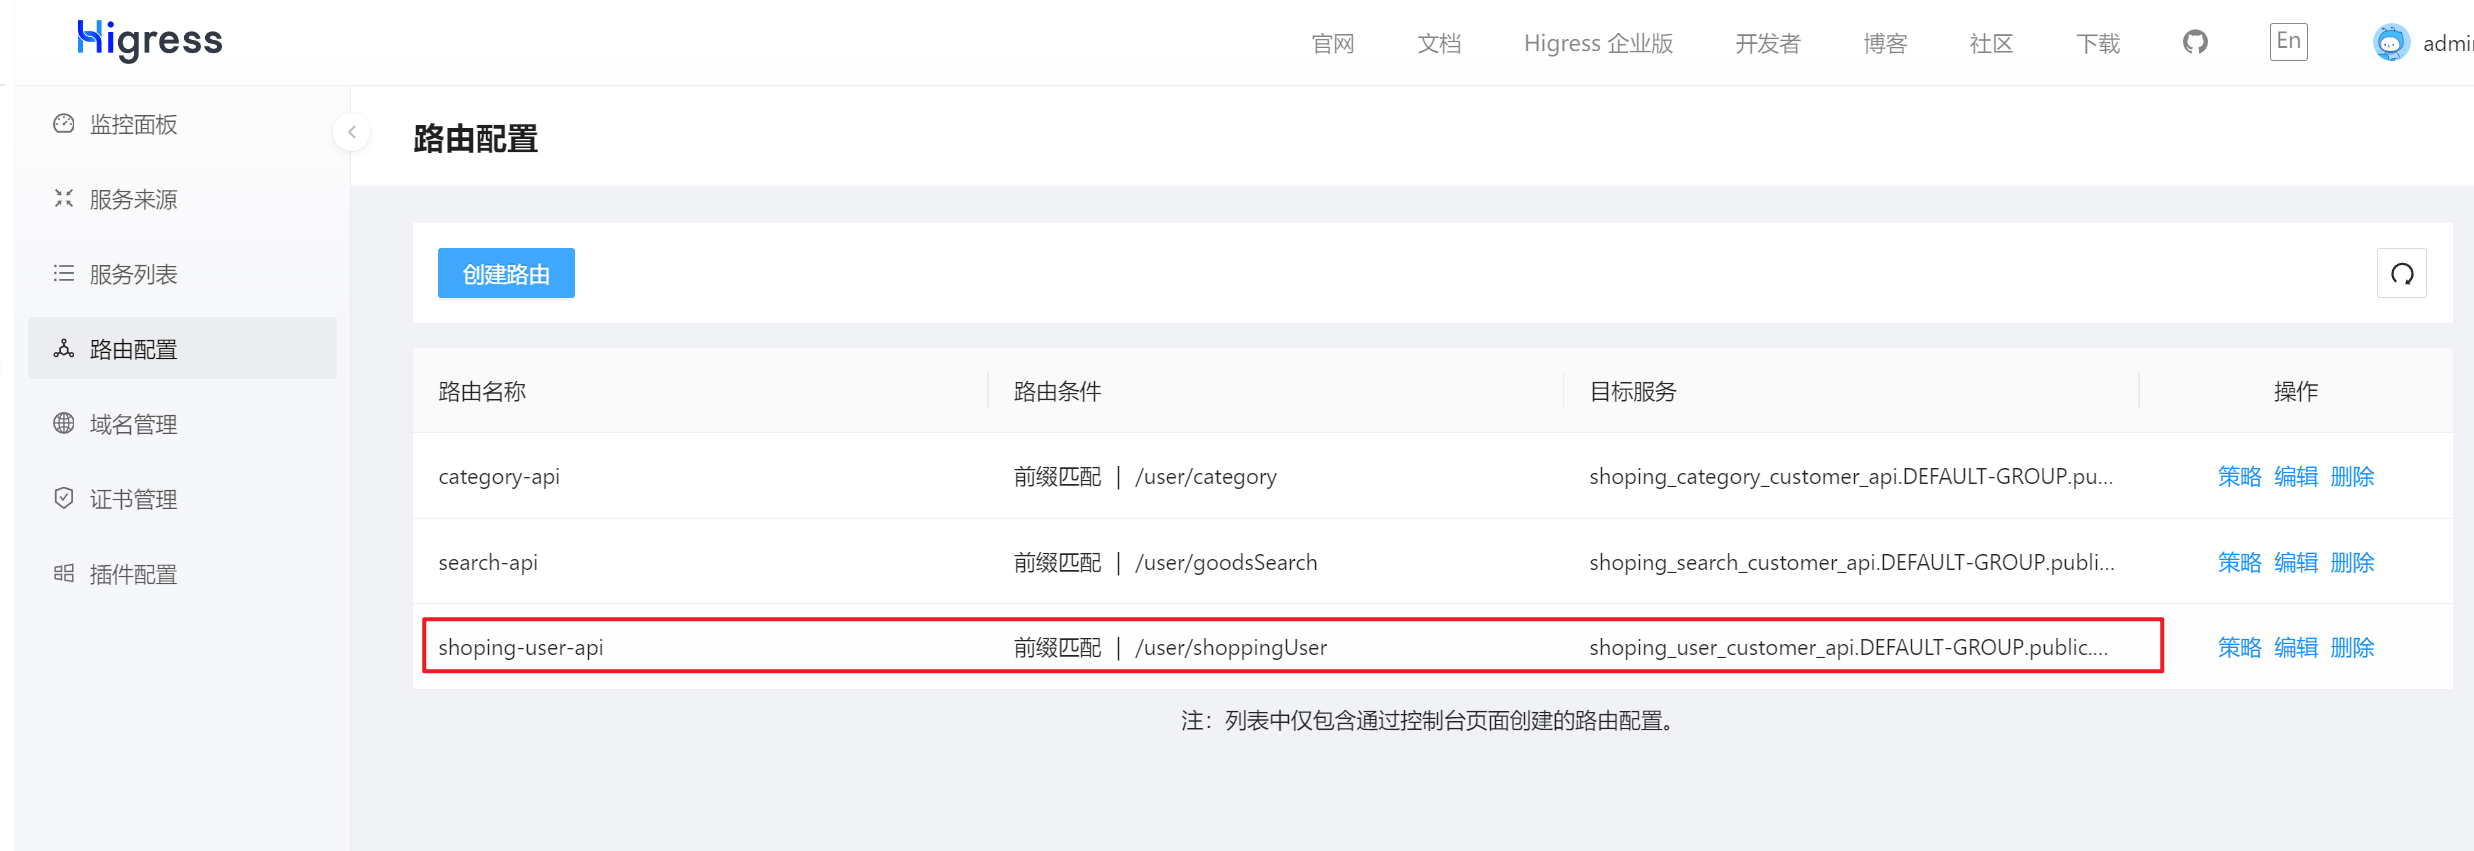 Higress
官网 文档 Higress 企业版 开发者 博客 社区 下载 En admin
监控面板
服务来源
服务列表
路由配置
域名管理
证书管理
插件配置
路由配置
创建路由
路由名称 路由条件 目标服务 操作
category-api 前缀匹配 | /user/category shoping_category_customer_api.DEFAULT-GROUP.pu... 策略 编辑 删除
search-api 前缀匹配 | /user/goodsSearch shoping_search_customer_api.DEFAULT-GROUP.publi... 策略 编辑 删除
shoping-user-api 前缀匹配 | /user/shoppingUser shoping_user_customer_api.DEFAULT-GROUP.public.... 策略 编辑 删除
注：列表中仅包含通过控制台页面创建的路由配置。